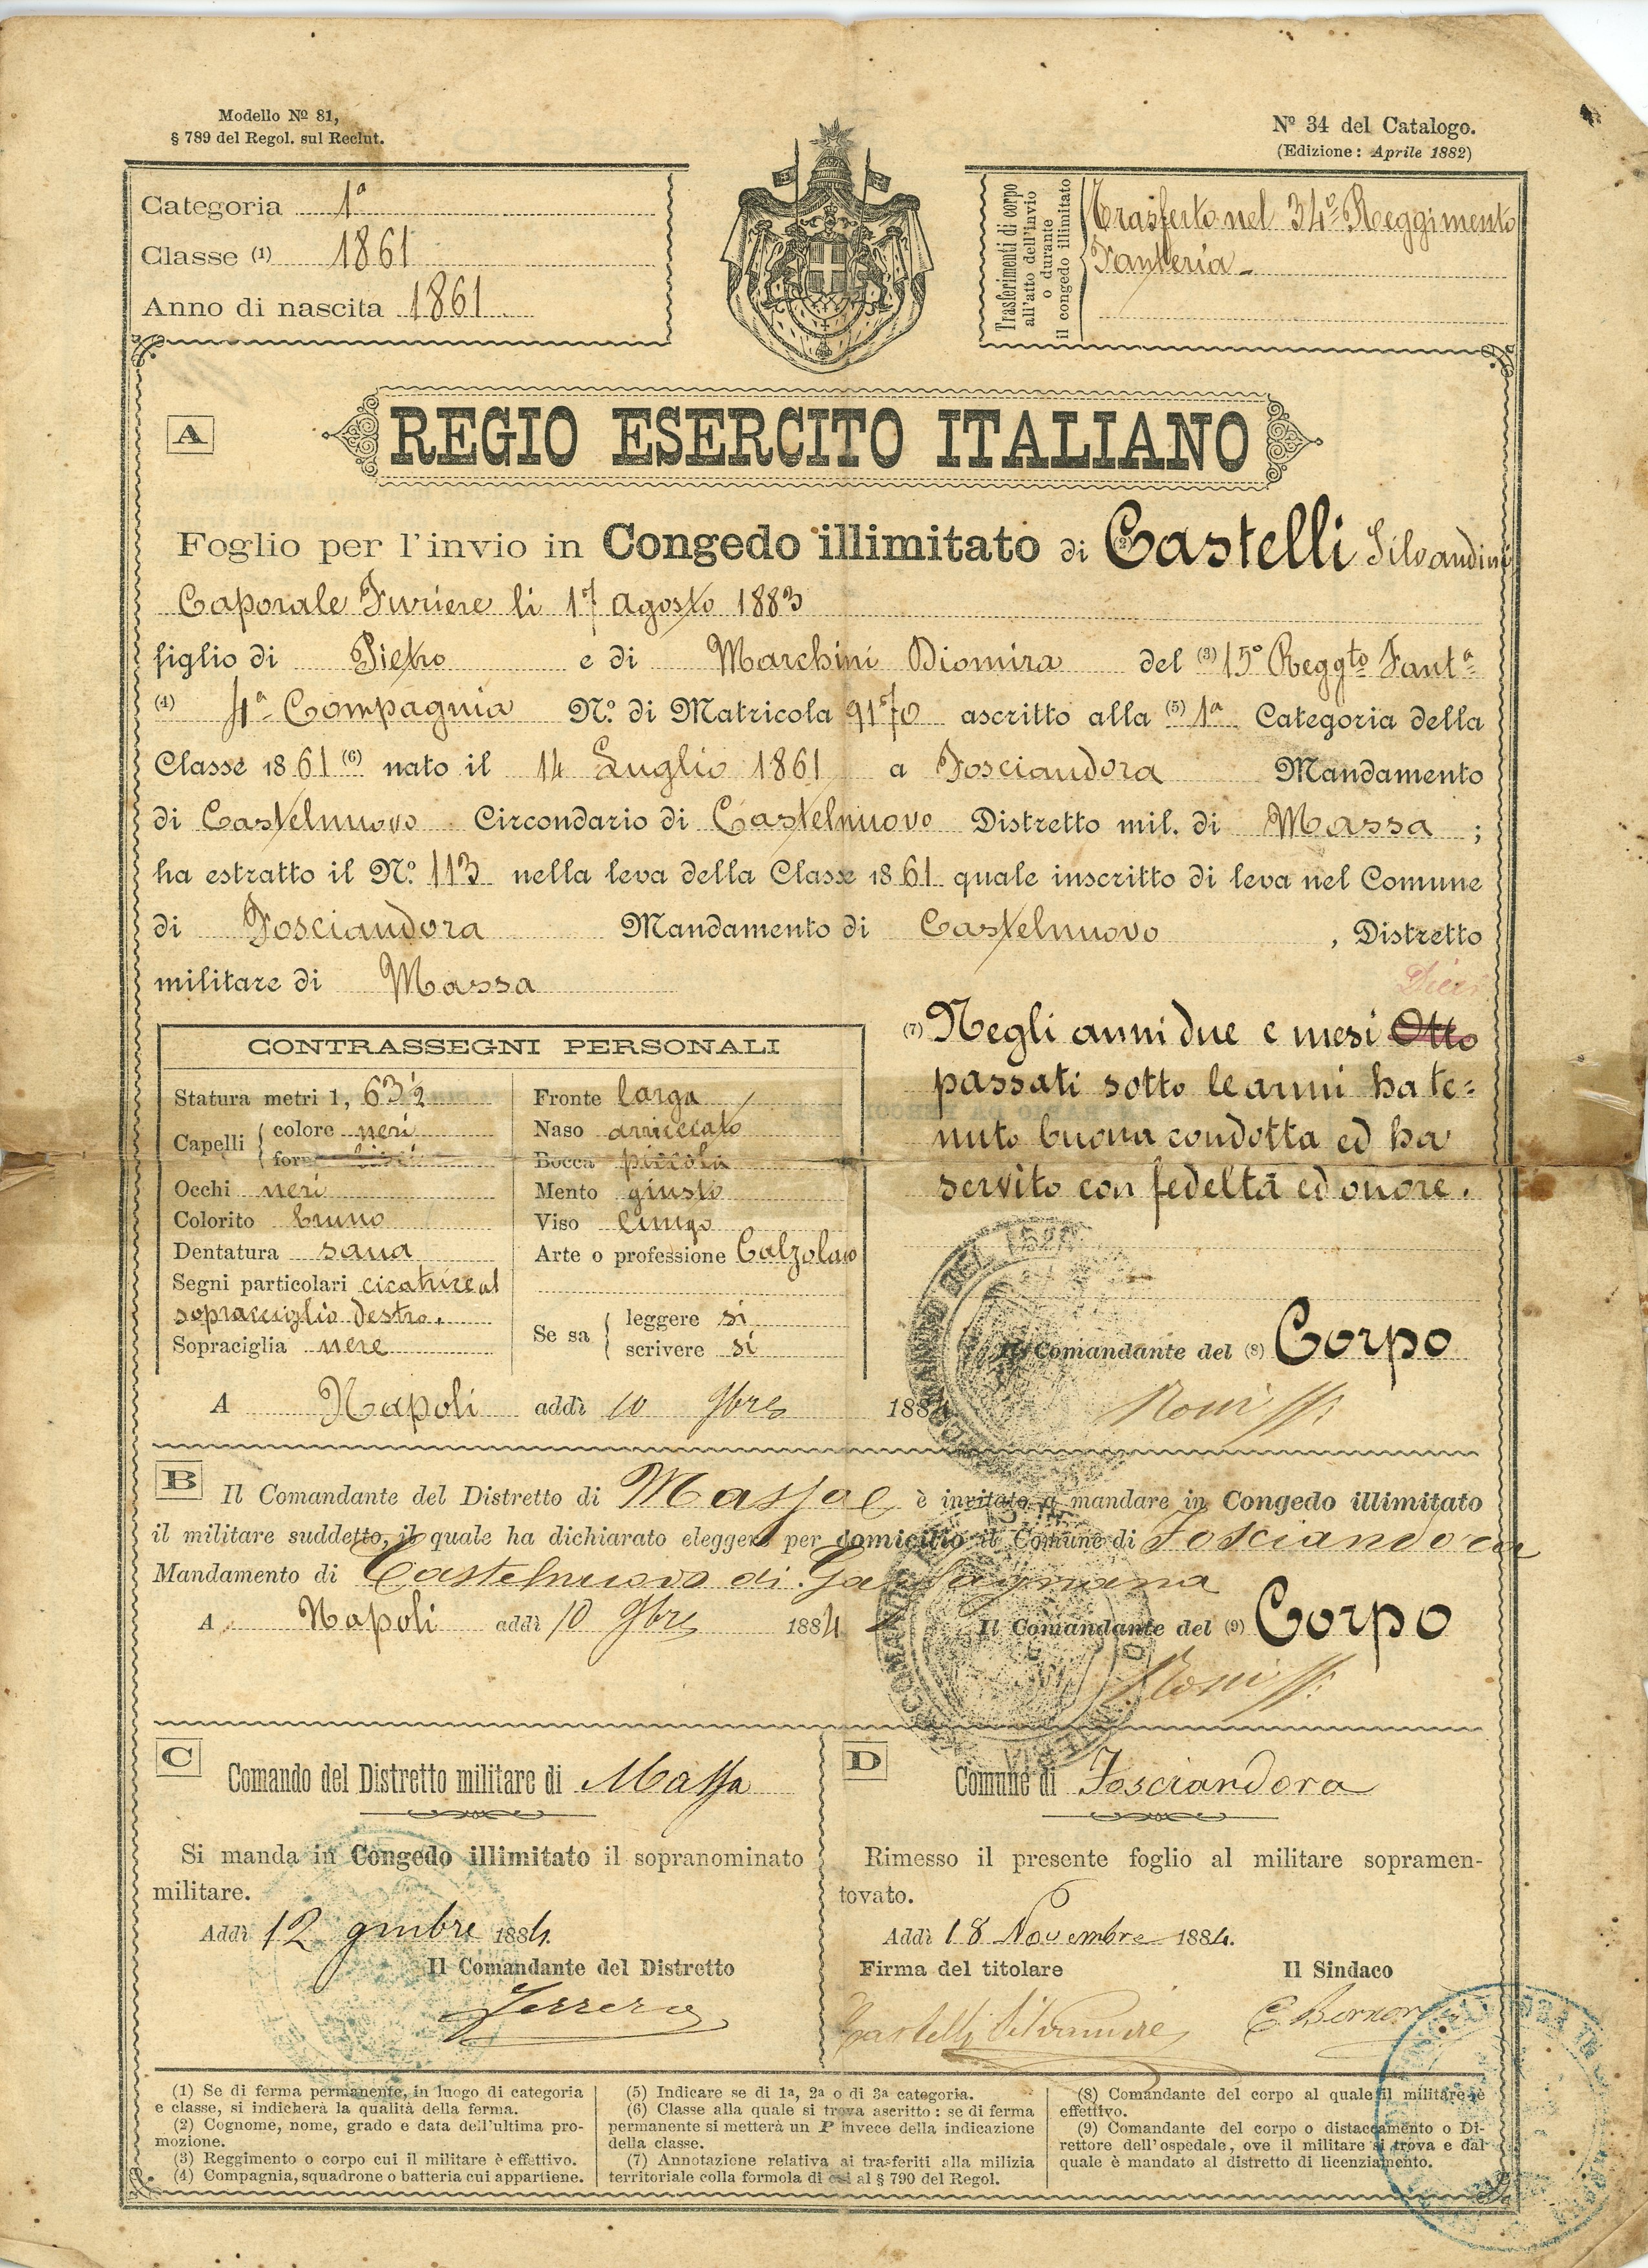 Modello Nº 81,
§ 789 del Regol. sul Reclut.
Nº 34 del Catalogo.
(Edizione: Aprile 1882)
Categoria 1ª
Classe (1) 1861
Anno di nascita 1861
Trasferimenti di corpo
all'atto dell'invio
o durante
il congedo illimitato
Trasferto nel 34º Reggimento
Fanteria
A
REGIO ESERCITO ITALIANO
Foglio per l'invio in Congedo illimitato di (2) Castelli
Caporale Furiere li 17 Agosto 1883
figlio di Pietro e di Marchini Diomira del (3) 15º Reggto Fantª
(4) 4ª Compagnia Nº. di Matricola 9170 ascritto alla (5) 1ª Categoria della
Classe 1861 (6) nato il 14 Luglio 1861 a Fosciandora Mandamento
di Castelnuovo Circondario di Castelnuovo Distretto mil. di Massa ;
ha estratto il Nº. 113 nella leva della Classe 1861 quale inscritto di leva nel Comune
di Fosciandora Mandamento di Castelnuovo , Distretto
militare di Massa
Dieci
(7) Negli anni due e mesi Otto
passati sotto le armi ha te=
nuto buona condotta ed ha
servito con fedeltà ed onore.
CONTRASSEGNI PERSONALI
Statura metri 1, 63½
Capelli colore neri
Occhi neri
Colorito bruno
Dentatura sana
Segni particolari cicatrice al
sopracciglio destro.
Sopraciglia nere
Fronte larga
Naso arricciato
Bocca piccola
Mento giusto
Viso lungo
Arte o professione Calzolaio
Se sa leggere si
scrivere si
Il Comandante del (8) Corpo
A Napoli addì 10 9bre 1884
B
Il Comandante del Distretto di Massa è invitato a mandare in Congedo illimitato
il militare suddetto, il quale ha dichiarato eleggere per domicilio il Comune di Fosciandora
Mandamento di Castelnuovo di Garfagnana
A Napoli addì 10 9bre 1884 Il Comandante del (9) Corpo
C
Comando del Distretto militare di Massa
Si manda in Congedo illimitato il sopranominato
militare.
Addì 12 9mbre 1884.
Il Comandante del Distretto
Ferrero
D
Comune di Fosciandora
Rimesso il presente foglio al militare sopramen-
tovato.
Addì 18 Novembre 1884.
Firma del titolare Il Sindaco
Castelli
(1) Se di ferma permanente, in luogo di categoria
e classe, si indicherà la qualità della ferma.
(2) Cognome, nome, grado e data dell'ultima pro-
mozione.
(3) Reggimento o corpo cui il militare è effettivo.
(4) Compagnia, squadrone o batteria cui appartiene.
(5) Indicare se di 1ª, 2ª o di 3ª categoria.
(6) Classe alla quale si trova ascritto: se di ferma
permanente si metterà un P invece della indicazione
della classe.
(7) Annotazione relativa ai trasferiti alla milizia
territoriale colla formola di cui al § 790 del Regol.
(8) Comandante del corpo al quale il militare è
effettivo.
(9) Comandante del corpo o distaccamento o Di-
rettore dell'ospedale, ove il militare si trova e dal
quale è mandato al distretto di licenziamento.